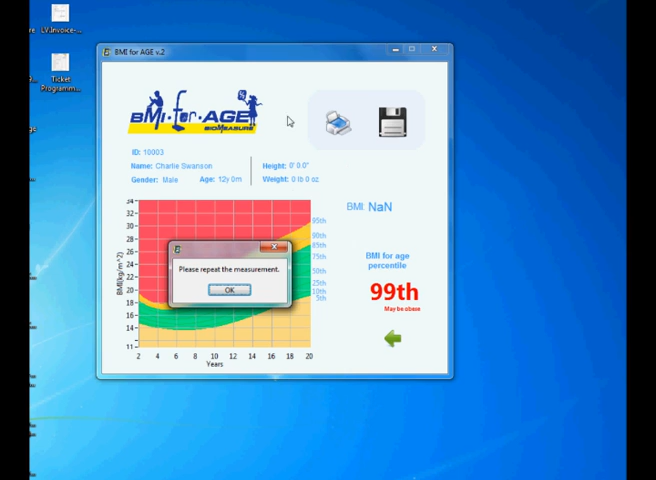 LV.Invoice-...
Ticket
Programm...
BMI for AGE v.2
BMI-for-AGE
BIOMEASURE
ID: 10003
Name: Charlie Swanson
Height: 0' 0.0"
Gender: Male
Age: 12y 0m
Weight: 0 lb 0 oz
BMI NaN
BMI for age
percentile
99th
May be obese
BMI(kg/m^2)
34
32
30
28
26
24
22
20
18
16
14
11
95th
90th
85th
75th
50th
25th
10th
5th
2 4 6 8 10 12 14 16 18 20
Years
Please repeat the measurement.
OK